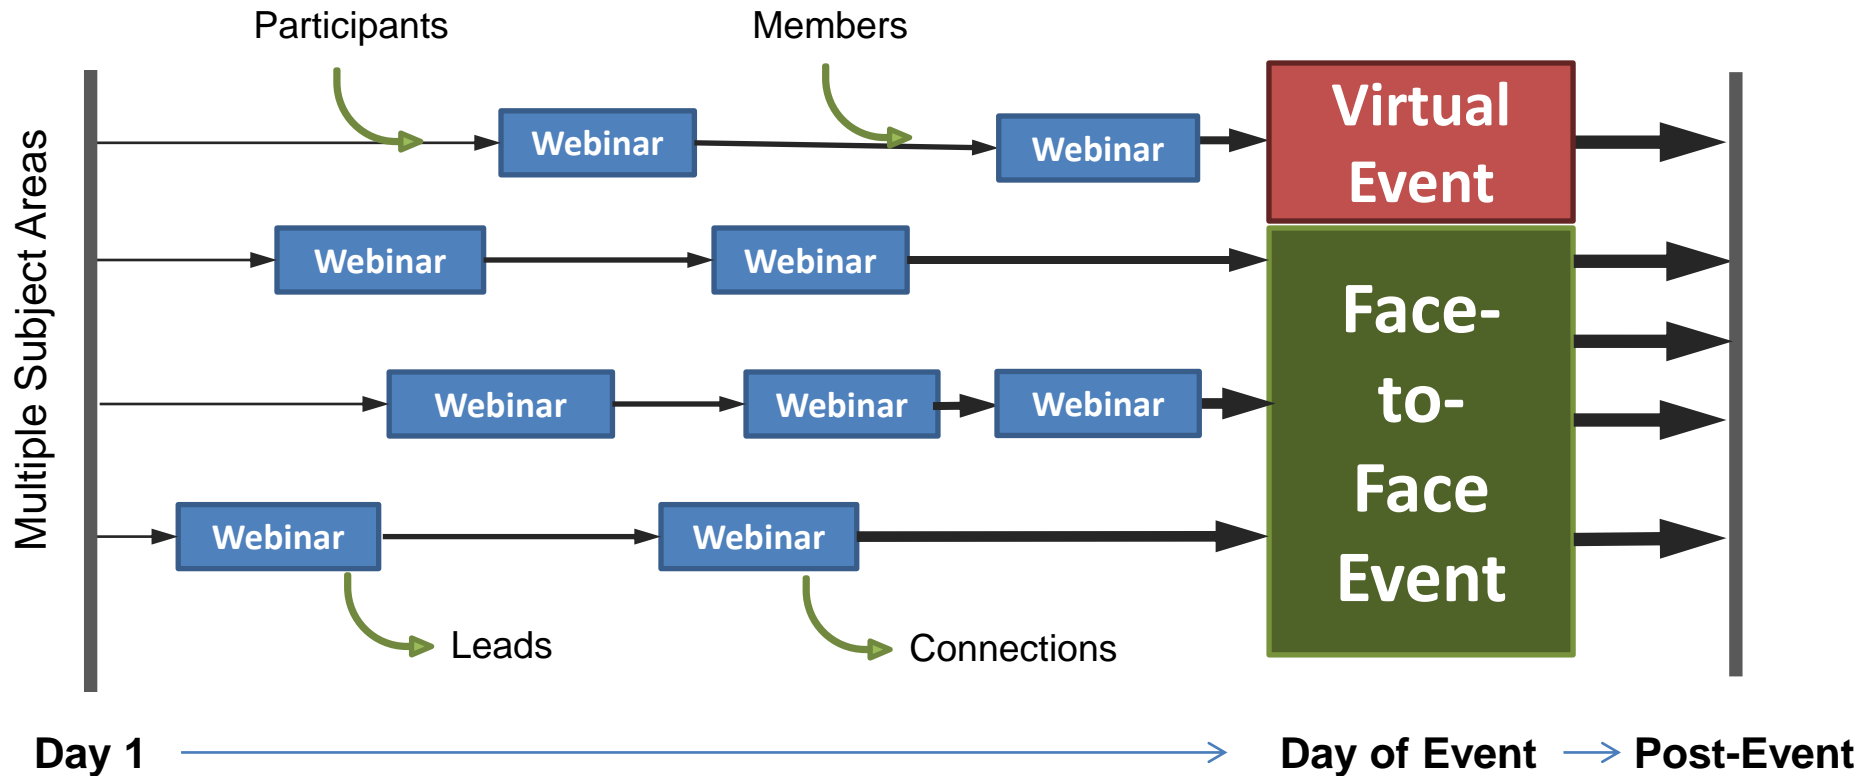 Participants
Members
Multiple Subject Areas
Webinar
Webinar
Virtual
Event
Webinar
Webinar
Webinar
Webinar
Webinar
Face-
to-
Face
Event
Webinar
Webinar
Leads
Connections
Day 1
Day of Event
Post-Event